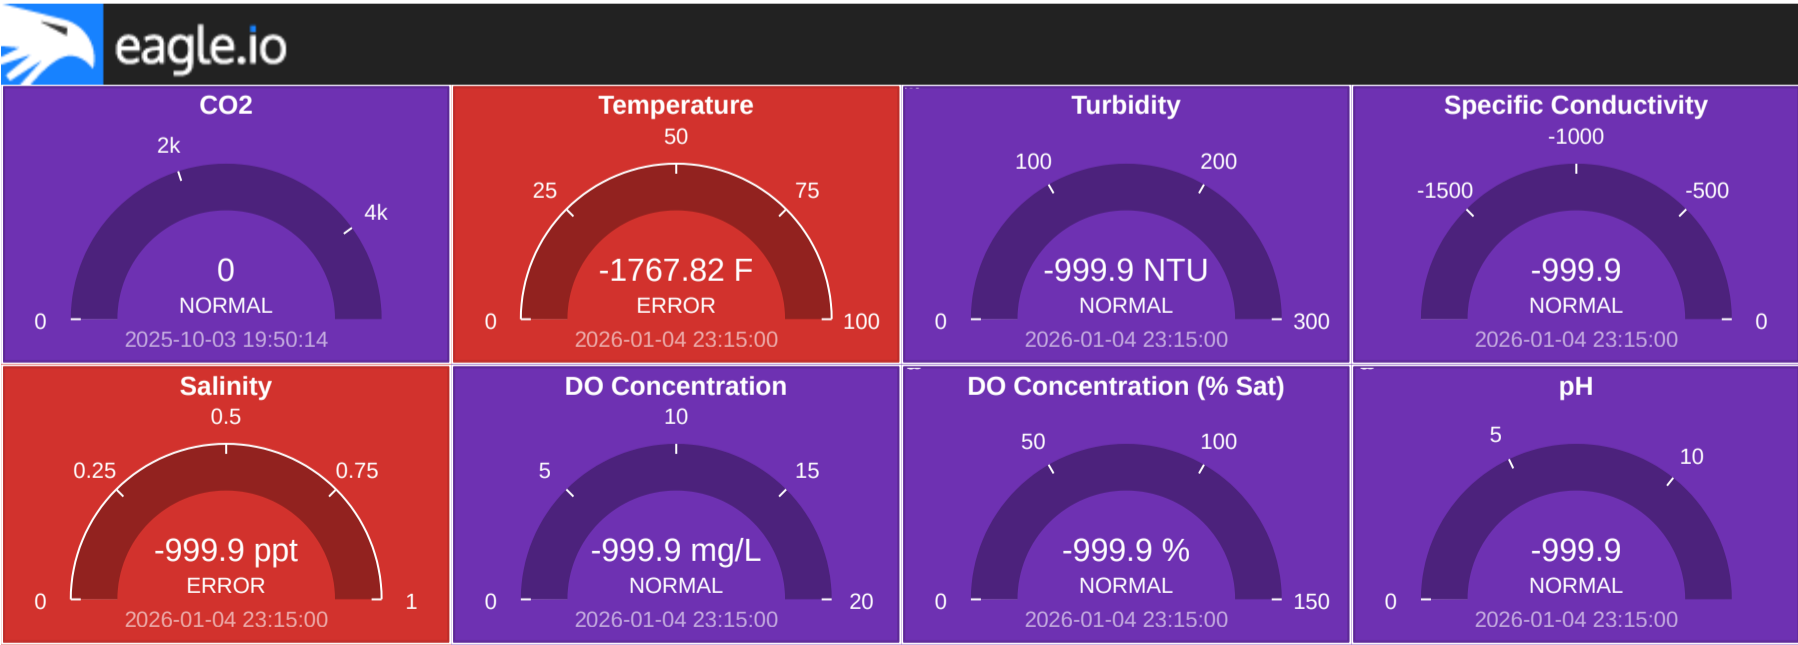 eagle.io
CO2
2k
4k
0
0
NORMAL
2025-10-03 19:50:14
Temperature
50
25
75
-1767.82 F
ERROR
0
100
2026-01-04 23:15:00
Turbidity
100
200
-999.9 NTU
NORMAL
0
300
2026-01-04 23:15:00
Specific Conductivity
-1000
-1500
-500
-999.9
NORMAL
0
2026-01-04 23:15:00
Salinity
0.5
0.25
0.75
-999.9 ppt
ERROR
0
1
2026-01-04 23:15:00
DO Concentration
10
5
15
-999.9 mg/L
NORMAL
0
20
2026-01-04 23:15:00
DO Concentration (% Sat)
50
100
-999.9 %
NORMAL
0
150
2026-01-04 23:15:00
pH
5
10
-999.9
NORMAL
0
2026-01-04 23:15:00